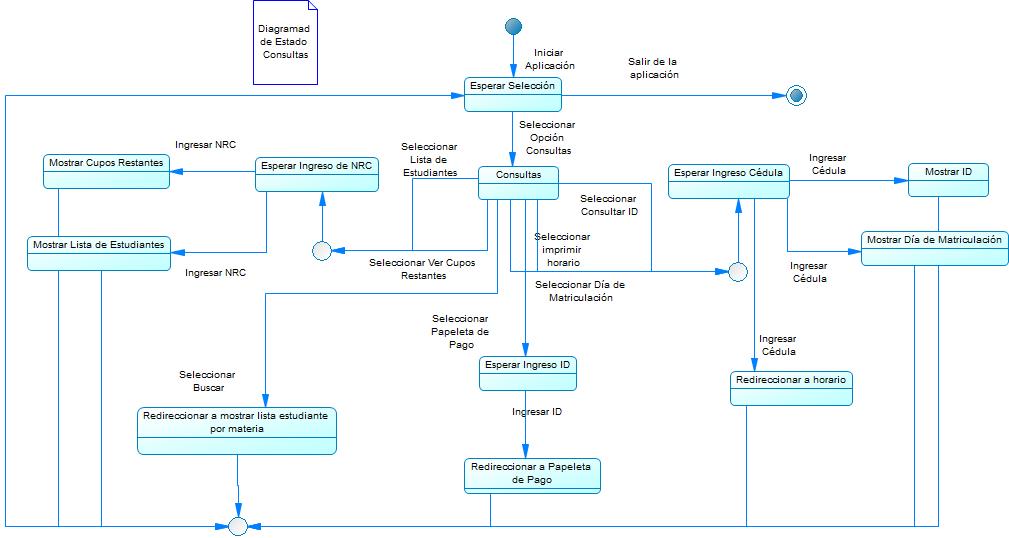 Diagramad
de Estado
Consultas
Iniciar
Aplicación
Salir de la
aplicación
Esperar Selección
Seleccionar
Opción
Consultas
Ingresar NRC
Seleccionar
Lista de
Estudiantes
Ingresar
Cédula
Mostrar Cupos Restantes
Esperar Ingreso de NRC
Consultas
Esperar Ingreso Cédula
Mostrar ID
Seleccionar
Consultar ID
Mostrar Lista de Estudiantes
Seleccionar
imprimir
horario
Mostrar Día de Matriculación
Ingresar NRC
Seleccionar Ver Cupos
Restantes
Ingresar
Cédula
Seleccionar Día de
Matriculación
Seleccionar
Papeleta de
Pago
Ingresar
Cédula
Esperar Ingreso ID
Seleccionar
Buscar
Redireccionar a horario
Redireccionar a mostrar lista estudiante
por materia
Ingresar ID
Redireccionar a Papeleta
de Pago